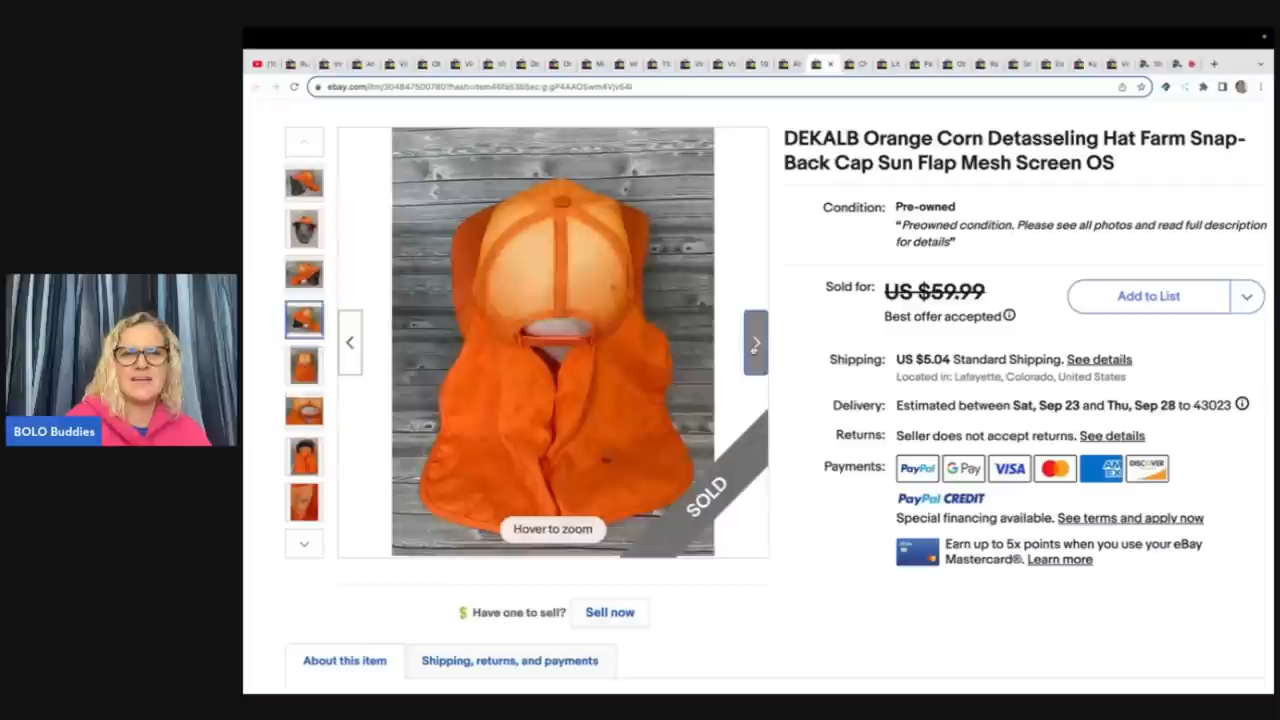 DEKALB Orange Corn Detasseling Hat Farm Snap-
Back Cap Sun Flap Mesh Screen OS
Condition: Pre-owned
“Preowned condition. Please see all photos and read full description
for details”
Sold for: US $59.99
Best offer accepted
Add to List
Shipping: US $5.04 Standard Shipping. See details
Located in: Lafayette, Colorado, United States
Delivery: Estimated between Sat, Sep 23 and Thu, Sep 28 to 43023
Returns: Seller does not accept returns. See details
Payments: PayPal G Pay VISA mastercard AM EX DISCOVER
PayPal CREDIT
Special financing available. See terms and apply now
Earn up to 5x points when you use your eBay
Mastercard®. Learn more
SOLD
Hover to zoom
BOLO Buddies
$ Have one to sell? Sell now
About this item
Shipping, returns, and payments